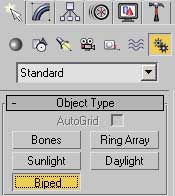 Standard
- Object Type
AutoGrid
Bones Ring Array
Sunlight Daylight
Biped